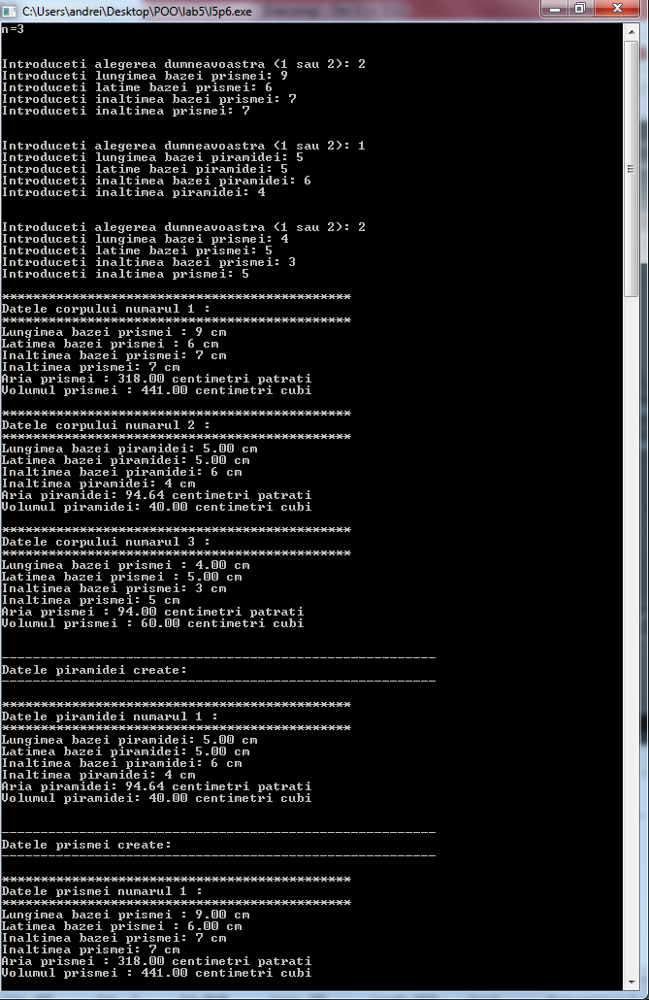 C:\Users\andrei\Desktop\POO\lab5\l5p6.exe
n=3
Introduceti alegerea dumneavoastra (1 sau 2): 2
Introduceti lungimea bazei prismei: 9
Introduceti latime bazei prismei: 6
Introduceti inaltimea bazei prismei: 7
Introduceti inaltimea prismei: 7
Introduceti alegerea dumneavoastra (1 sau 2): 1
Introduceti lungimea bazei piramidei: 5
Introduceti latime bazei piramidei: 5
Introduceti inaltimea bazei piramidei: 6
Introduceti inaltimea piramidei: 4
Introduceti alegerea dumneavoastra (1 sau 2): 2
Introduceti lungimea bazei prismei: 4
Introduceti latime bazei prismei: 5
Introduceti inaltimea bazei prismei: 3
Introduceti inaltimea prismei: 5
*********************************************
Datele corpului numarul 1 :
*********************************************
Lungimea bazei prismei : 9 cm
Latimea bazei prismei : 6 cm
Inaltimea bazei prismei: 7 cm
Inaltimea prismei: 7 cm
Aria prismei : 318.00 centimetri patrati
Volumul prismei : 441.00 centimetri cubi
*********************************************
Datele corpului numarul 2 :
*********************************************
Lungimea bazei piramidei: 5.00 cm
Latimea bazei piramidei: 5.00 cm
Inaltimea bazei piramidei: 6 cm
Inaltimea piramidei: 4 cm
Aria piramidei: 94.64 centimetri patrati
Volumul piramidei: 40.00 centimetri cubi
*********************************************
Datele corpului numarul 3 :
*********************************************
Lungimea bazei prismei : 4.00 cm
Latimea bazei prismei : 5.00 cm
Inaltimea bazei prismei: 3 cm
Inaltimea prismei: 5 cm
Aria prismei : 94.00 centimetri patrati
Volumul prismei : 60.00 centimetri cubi
--------------------------------------------------------
Datele piramidei create:
--------------------------------------------------------
*********************************************
Datele piramidei numarul 1 :
*********************************************
Lungimea bazei piramidei: 5.00 cm
Latimea bazei piramidei: 5.00 cm
Inaltimea bazei piramidei: 6 cm
Inaltimea piramidei: 4 cm
Aria piramidei: 94.64 centimetri patrati
Volumul piramidei: 40.00 centimetri cubi
--------------------------------------------------------
Datele prismei create:
--------------------------------------------------------
*********************************************
Datele prismei numarul 1 :
*********************************************
Lungimea bazei prismei : 9.00 cm
Latimea bazei prismei : 6.00 cm
Inaltimea bazei prismei: 7 cm
Inaltimea prismei: 7 cm
Aria prismei : 318.00 centimetri patrati
Volumul prismei : 441.00 centimetri cubi